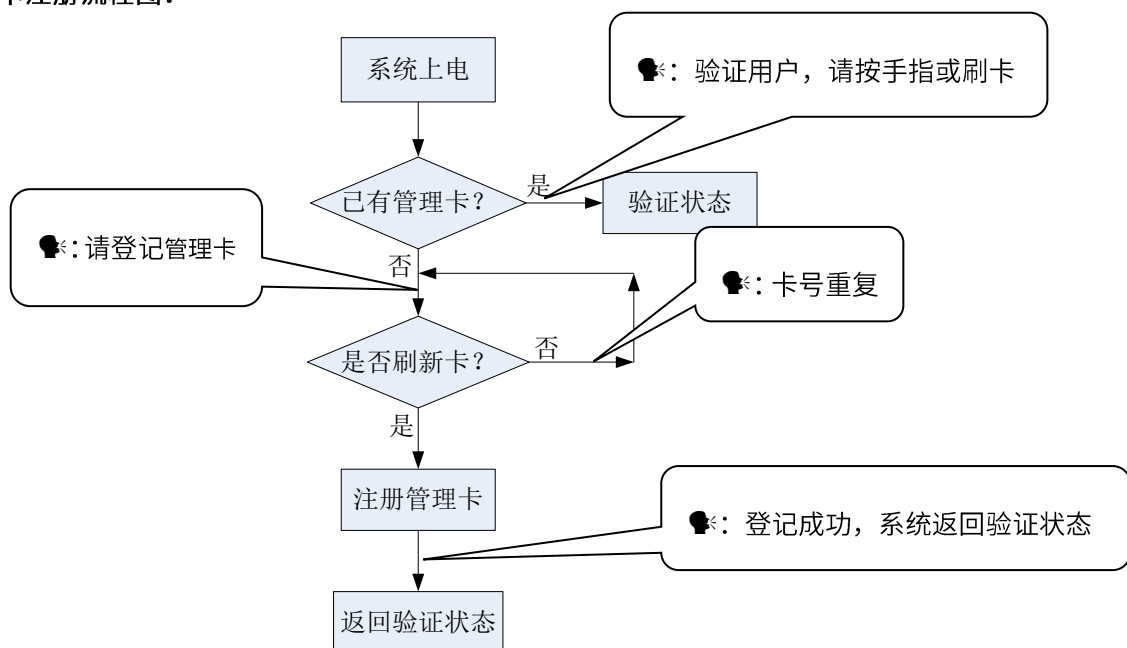 卡注册流程图：
系统上电
：验证用户，请按手指或刷卡
已有管理卡？
是
验证状态
：请登记管理卡
否
：卡号重复
是否刷新卡？
否
是
注册管理卡
：登记成功，系统返回验证状态
返回验证状态